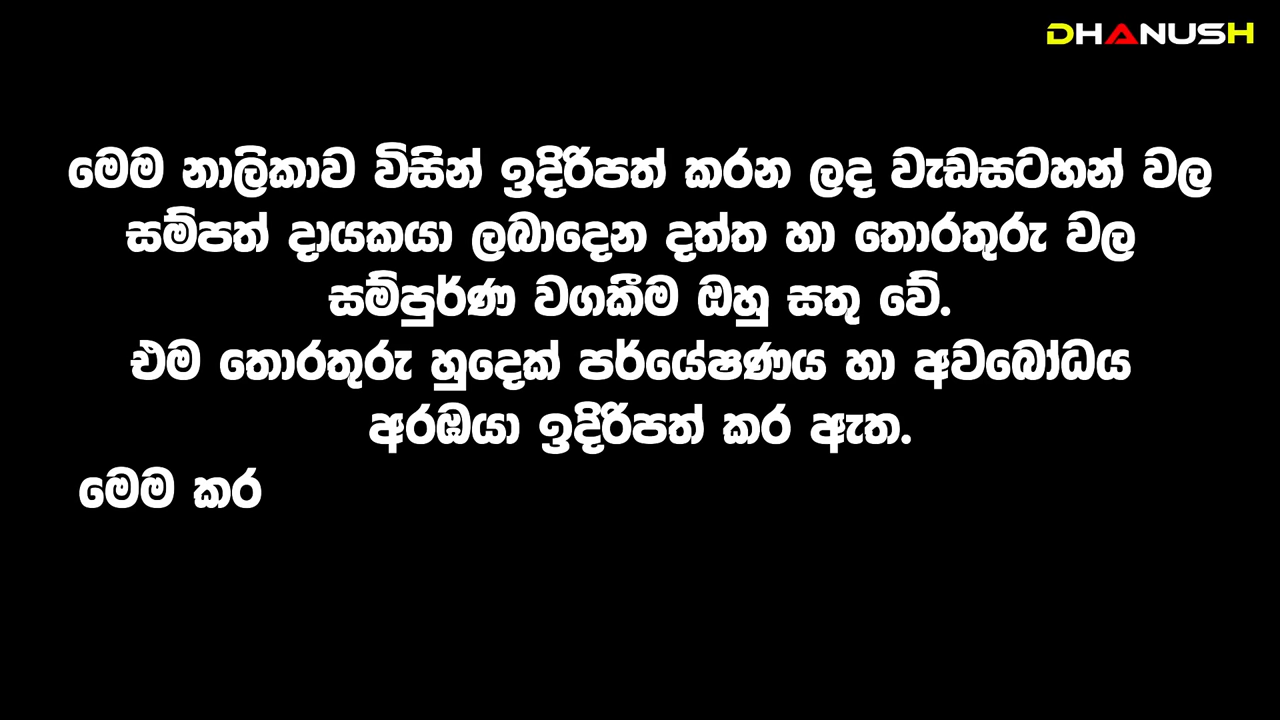 DHANUSH
මෙම නාලිකාව විසින් ඉදිරිපත් කරන ලද වැඩසටහන් වල
සම්පත් දායකයා ලබාදෙන දත්ත හා තොරතුරු වල
සම්පුර්ණ වගකීම ඔහු සතු වේ.
එම තොරතුරු හුදෙක් පර්යේෂණය හා අවබෝධය
අරඹයා ඉදිරිපත් කර ඇත.
මෙම කර